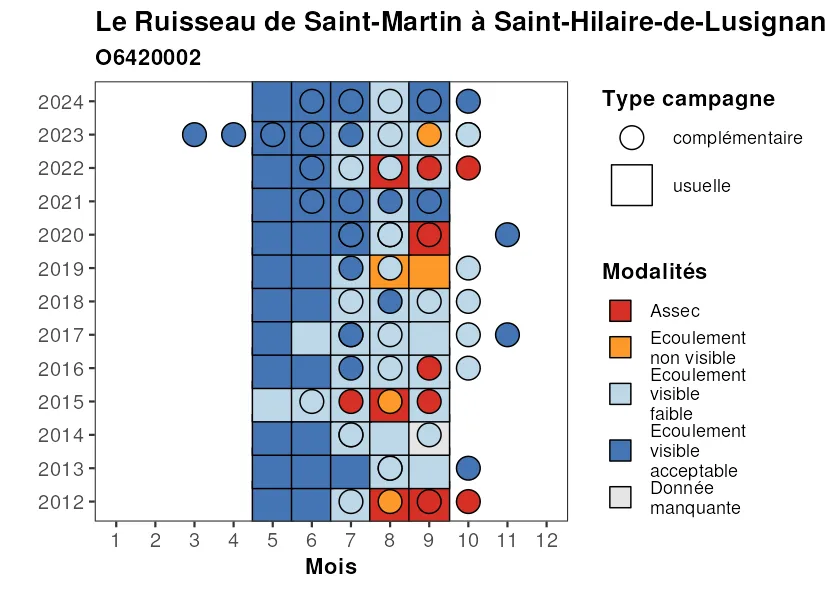 Le Ruisseau de Saint-Martin à Saint-Hilaire-de-Lusignan
O6420002
2024
2023
2022
2021
2020
2019
2018
2017
2016
2015
2014
2013
2012
1 2 3 4 5 6 7 8 9 10 11 12
Mois
Type campagne
complémentaire
usuelle
Modalités
Assec
Ecoulement
non visible
Ecoulement
visible
faible
Ecoulement
visible
acceptable
Donnée
manquante